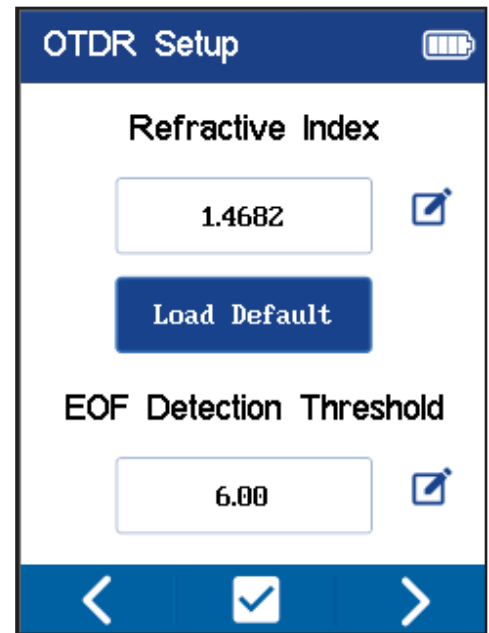 OTDR Setup
Refractive Index
1.4682
Load Default
EOF Detection Threshold
6.00